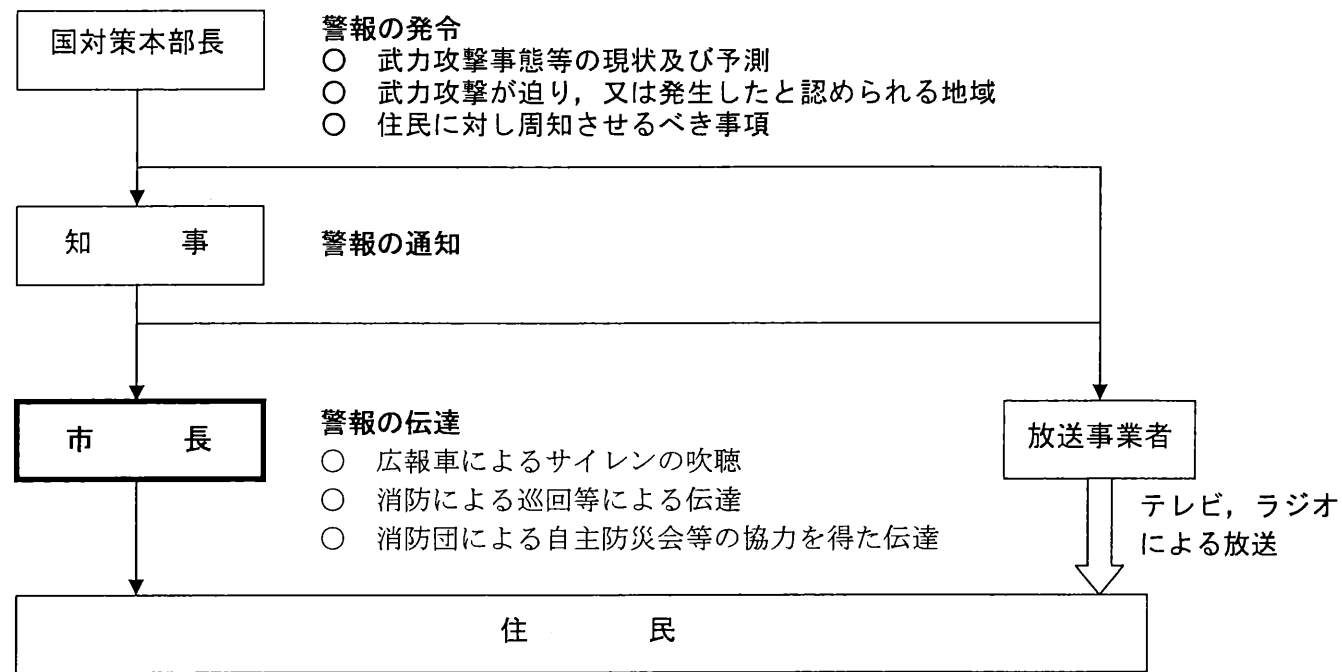 国対策本部長
警報の発令
○ 武力攻撃事態等の現状及び予測
○ 武力攻撃が迫り,又は発生したと認められる地域
○ 住民に対し周知させるべき事項
知 事
警報の通知
市 長
警報の伝達
○ 広報車によるサイレンの吹聴
○ 消防による巡回等による伝達
○ 消防団による自主防災会等の協力を得た伝達
放送事業者
テレビ,ラジオ
による放送
住 民